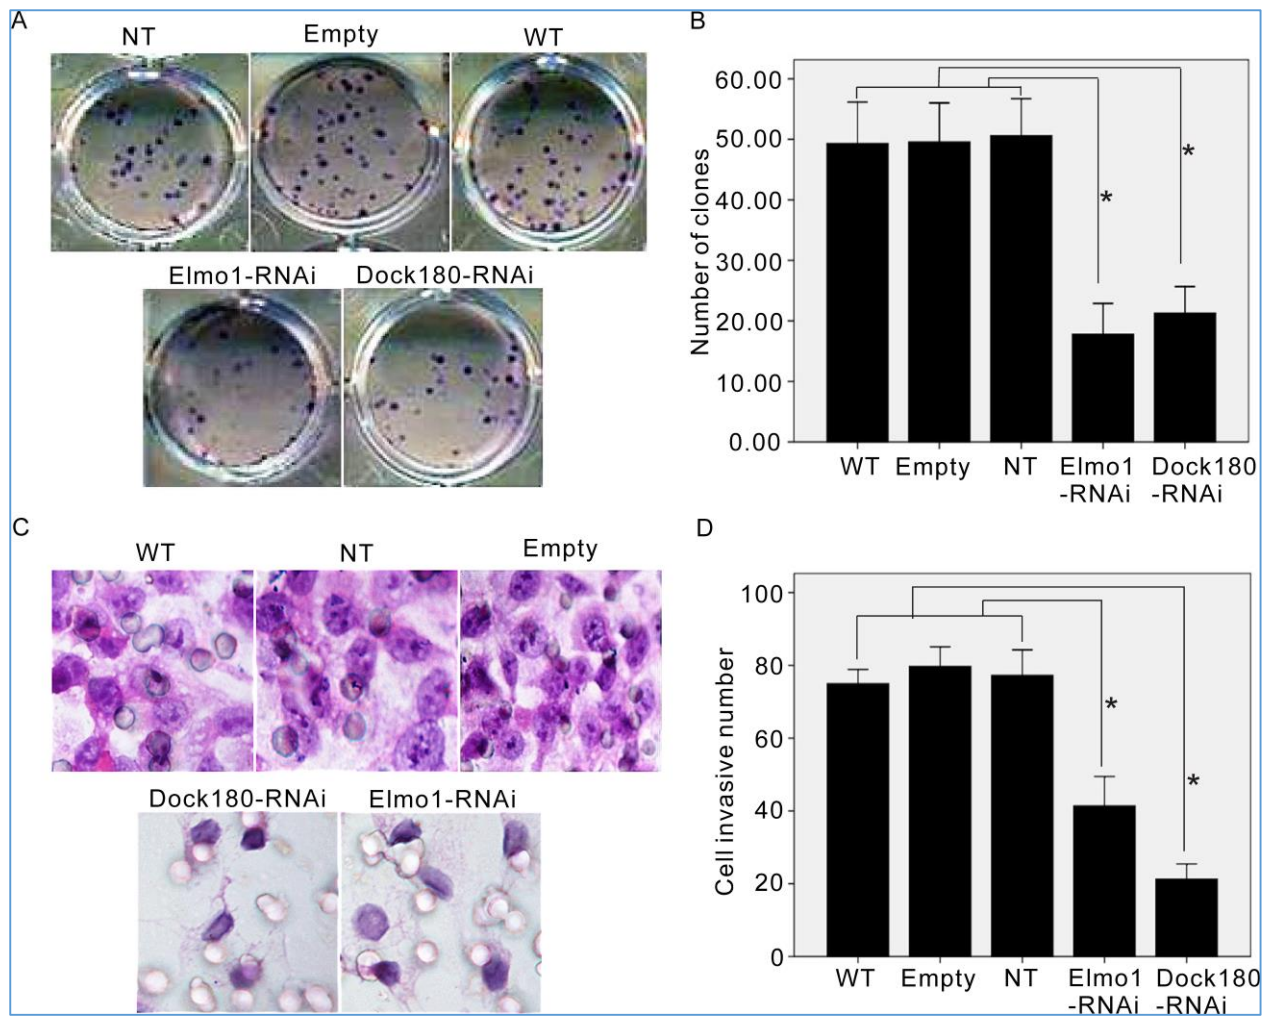 A
NT
Empty
WT
Elmo1-RNAi
Dock180-RNAi
B
Number of clones
60.00
50.00
40.00
30.00
20.00
10.00
0.00
*
*
WT
Empty
NT
Elmo1
-RNAi
Dock180
-RNAi
C
WT
NT
Empty
Dock180-RNAi
Elmo1-RNAi
D
Cell invasive number
100
80
60
40
20
0
*
*
WT
Empty
NT
Elmo1
-RNAi
Dock180
-RNAi